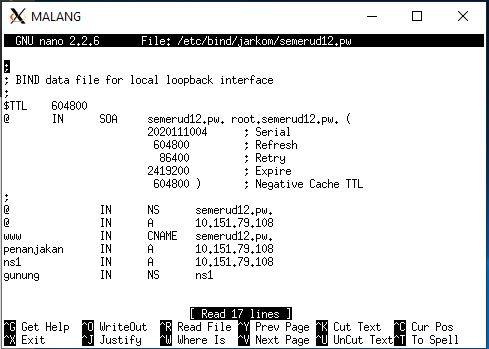 MALANG
GNU nano 2.2.6 File: /etc/bind/jarkom/semerud12.pw
;
; BIND data file for local loopback interface
;
$TTL 604800
@ IN SOA semerud12.pw. root.semerud12.pw. (
2020111004 ; Serial
604800 ; Refresh
86400 ; Retry
2419200 ; Expire
604800 ) ; Negative Cache TTL
;
@ IN NS semerud12.pw.
@ IN A 10.151.79.108
www IN CNAME semerud12.pw.
penanjakan IN A 10.151.79.108
ns1 IN A 10.151.79.108
gunung IN NS ns1
[ Read 17 lines ]
^G Get Help ^O WriteOut ^R Read File ^Y Prev Page ^K Cut Text ^C Cur Pos
^X Exit ^J Justify ^W Where Is ^V Next Page ^U UnCut Text ^T To Spell